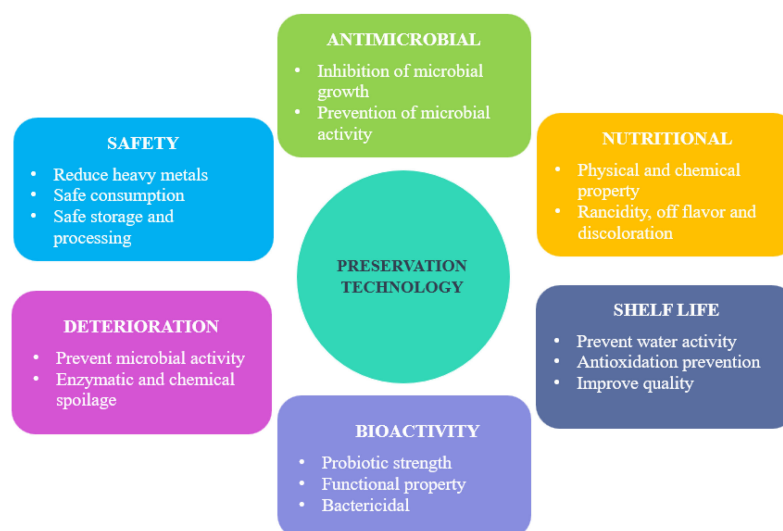 ANTIMICROBIAL
• Inhibition of microbial
growth
• Prevention of microbial
activity
SAFETY
• Reduce heavy metals
• Safe consumption
• Safe storage and
processing
NUTRITIONAL
• Physical and chemical
property
• Rancidity, off flavor and
discoloration
PRESERVATION
TECHNOLOGY
DETERIORATION
• Prevent microbial activity
• Enzymatic and chemical
spoilage
SHELF LIFE
• Prevent water activity
• Antioxidation prevention
• Improve quality
BIOACTIVITY
• Probiotic strength
• Functional property
• Bactericidal